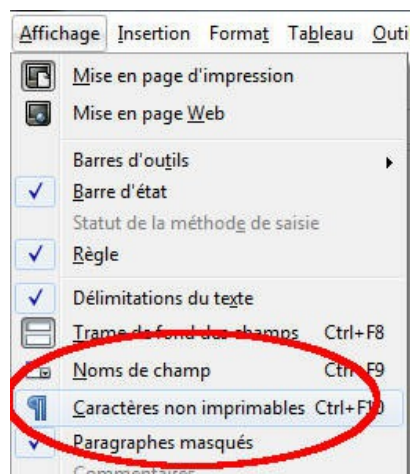 Affichage Insertion Format Tableau Outi
Mise en page d'impression
Mise en page Web
Barres d'outils
Barre d'état
Statut de la méthode de saisie
Règle
Délimitations du texte
Trame de fond des champs Ctrl+F8
Noms de champ Ctrl+F9
Caractères non imprimables Ctrl+F10
Paragraphes masqués
Commentaires